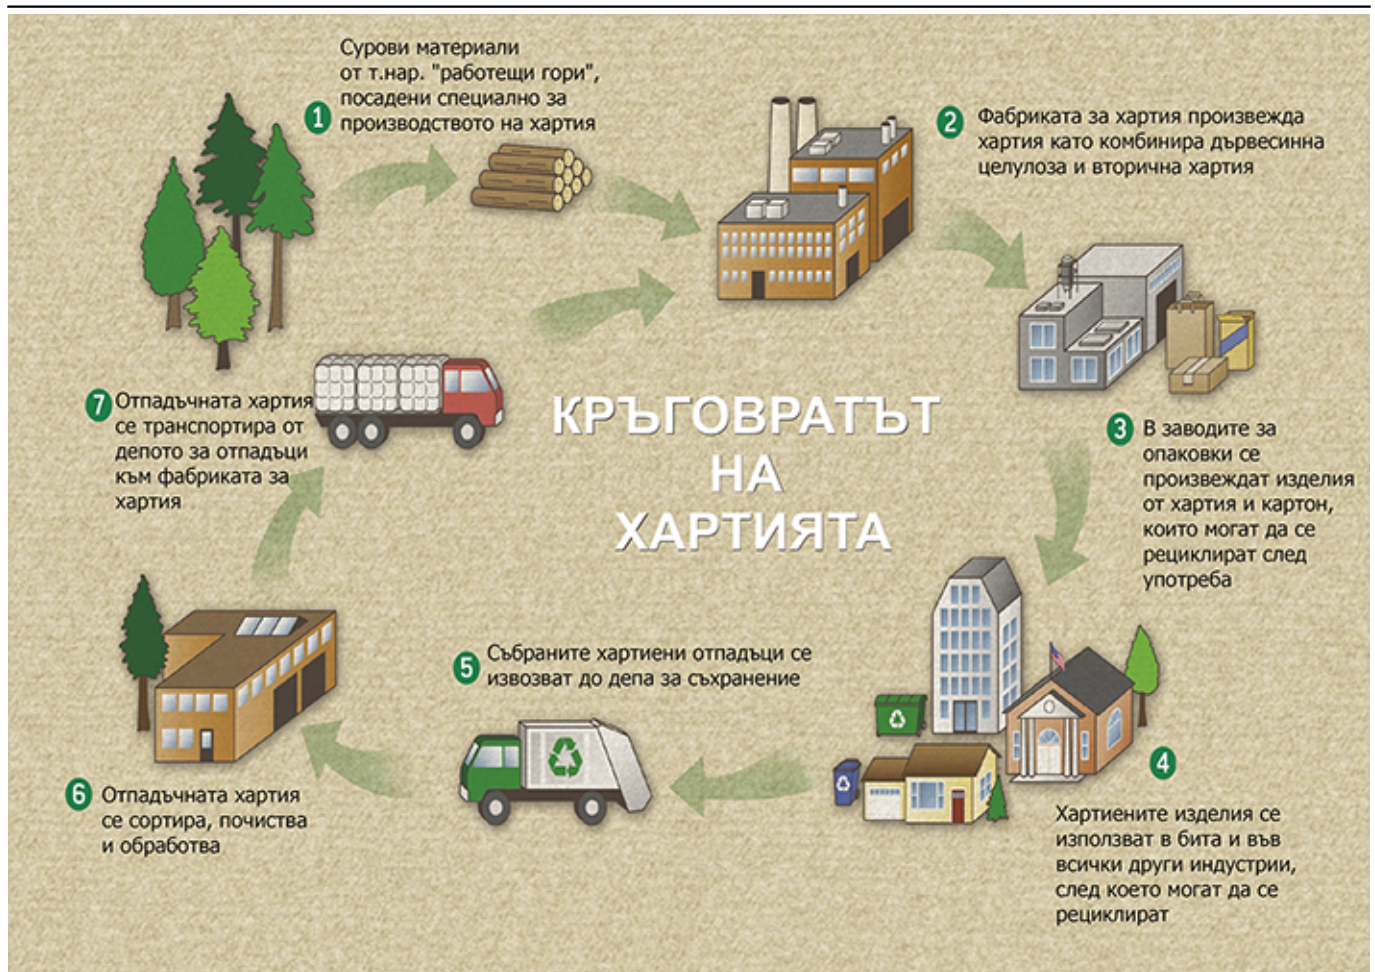 1
Сурови материали
от т.нар. "работещи гори",
посадени специално за
производството на хартия
2
Фабриката за хартия произвежда
хартия като комбинира дървесинна
целулоза и вторична хартия
3
В заводите за
опаковки се
произвеждат изделия
от хартия и картон,
които могат да се
рециклират след
употреба
4
Хартиените изделия се
използват в бита и във
всички други индустрии,
след което могат да се
рециклират
5
Събраните хартиени отпадъци се
извозват до депа за съхранение
6
Отпадъчната хартия
се сортира, почиства
и обработва
7
Отпадъчната хартия
се транспортира от
депото за отпадъци
към фабриката за
хартия
КРЪГОВРАТЪТ
НА
ХАРТИЯТА